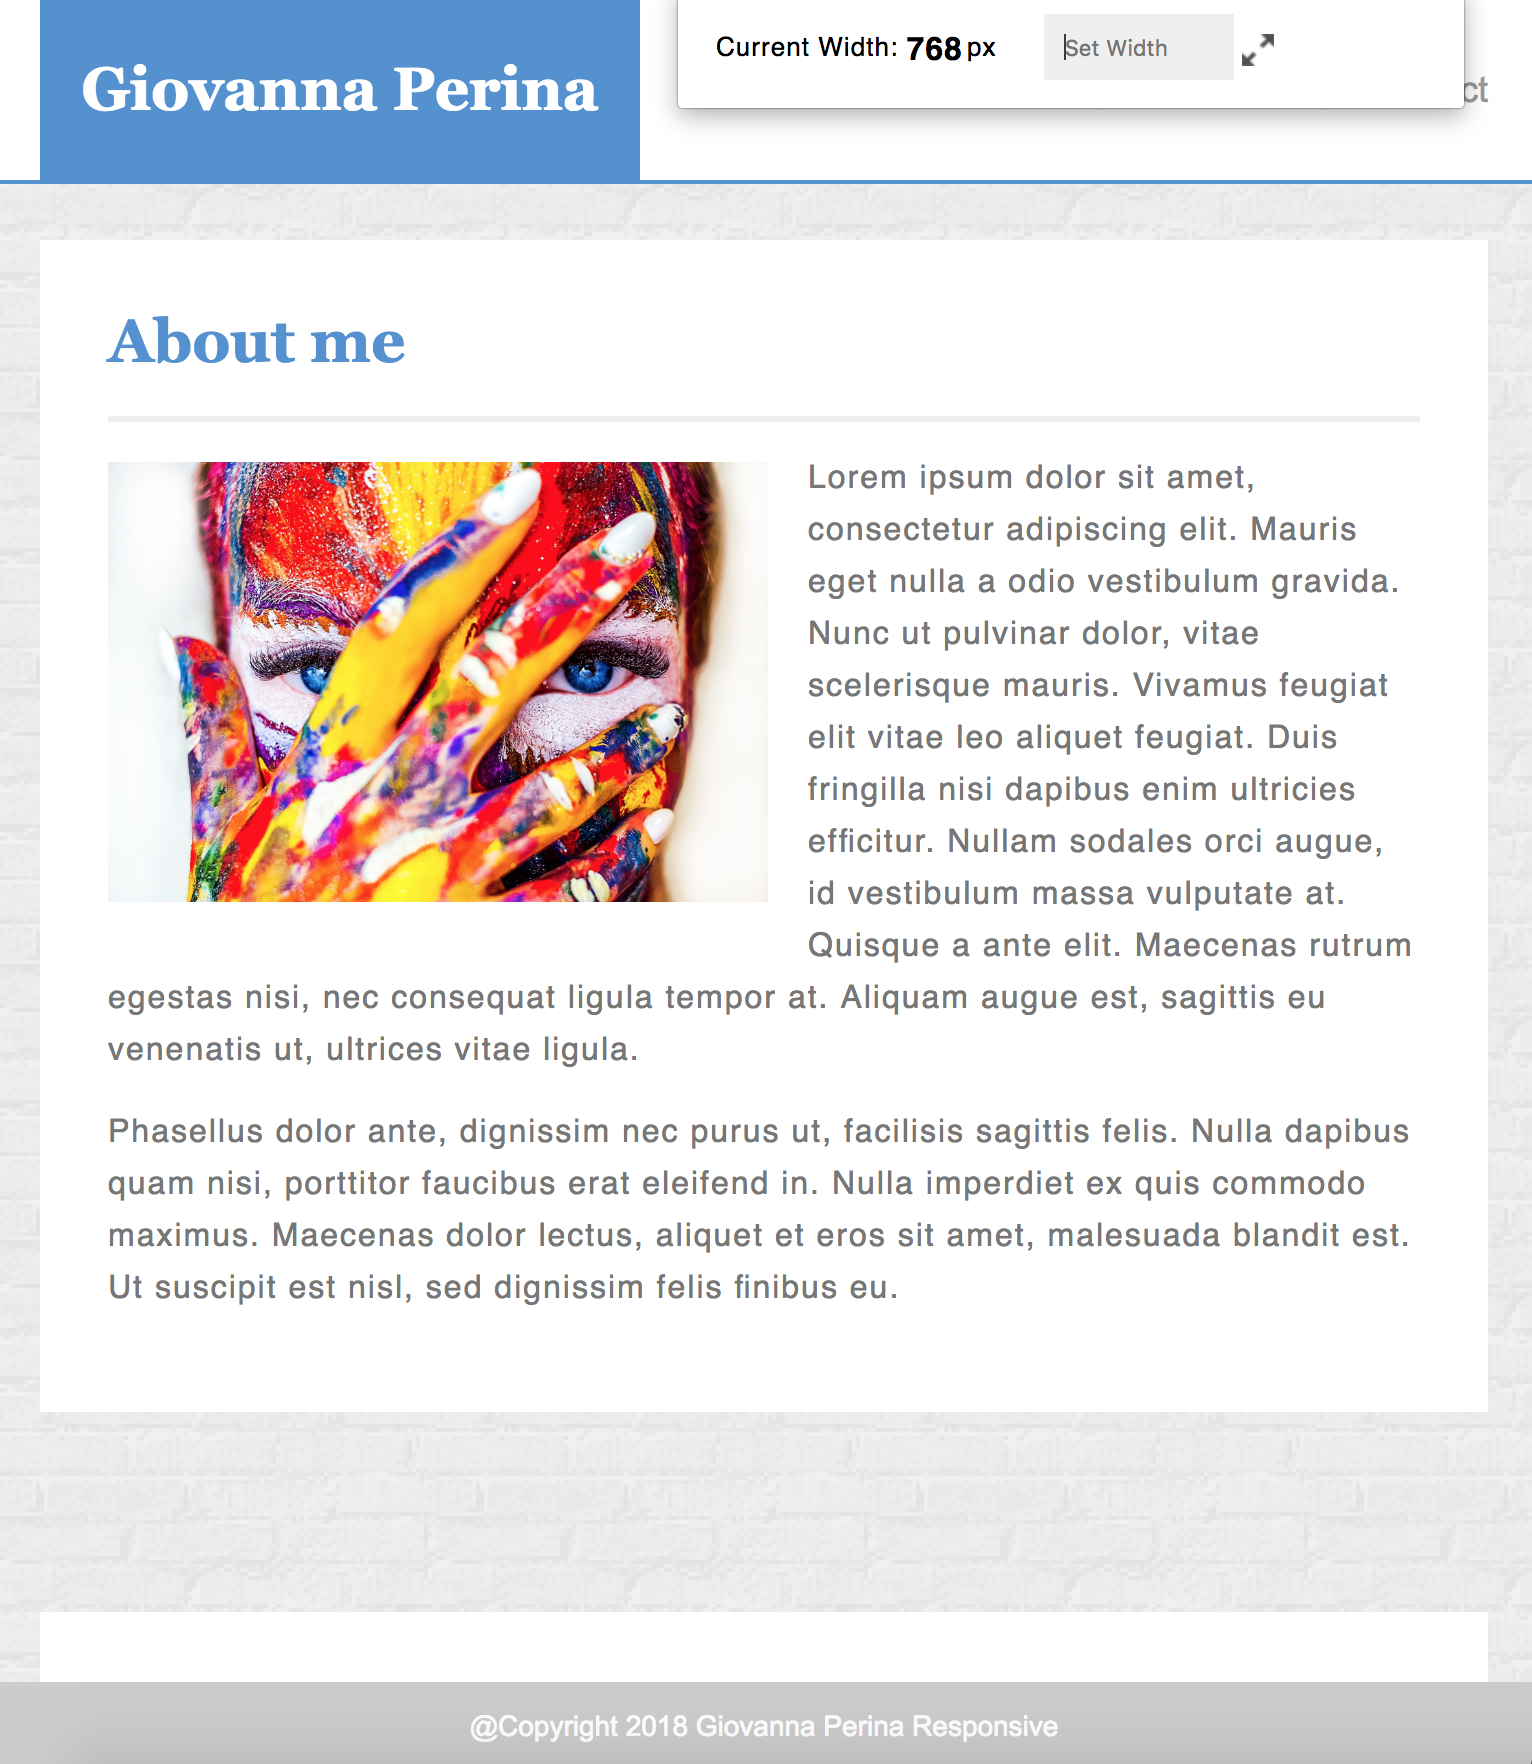 Giovanna Perina
Current Width: 768 px
Set Width
ct
About me
Lorem ipsum dolor sit amet,
consectetur adipiscing elit. Mauris
eget nulla a odio vestibulum gravida.
Nunc ut pulvinar dolor, vitae
scelerisque mauris. Vivamus feugiat
elit vitae leo aliquet feugiat. Duis
fringilla nisi dapibus enim ultricies
efficitur. Nullam sodales orci augue,
id vestibulum massa vulputate at.
Quisque a ante elit. Maecenas rutrum
egestas nisi, nec consequat ligula tempor at. Aliquam augue est, sagittis eu
venenatis ut, ultrices vitae ligula.
Phasellus dolor ante, dignissim nec purus ut, facilisis sagittis felis. Nulla dapibus
quam nisi, porttitor faucibus erat eleifend in. Nulla imperdiet ex quis commodo
maximus. Maecenas dolor lectus, aliquet et eros sit amet, malesuada blandit est.
Ut suscipit est nisl, sed dignissim felis finibus eu.
@Copyright 2018 Giovanna Perina Responsive